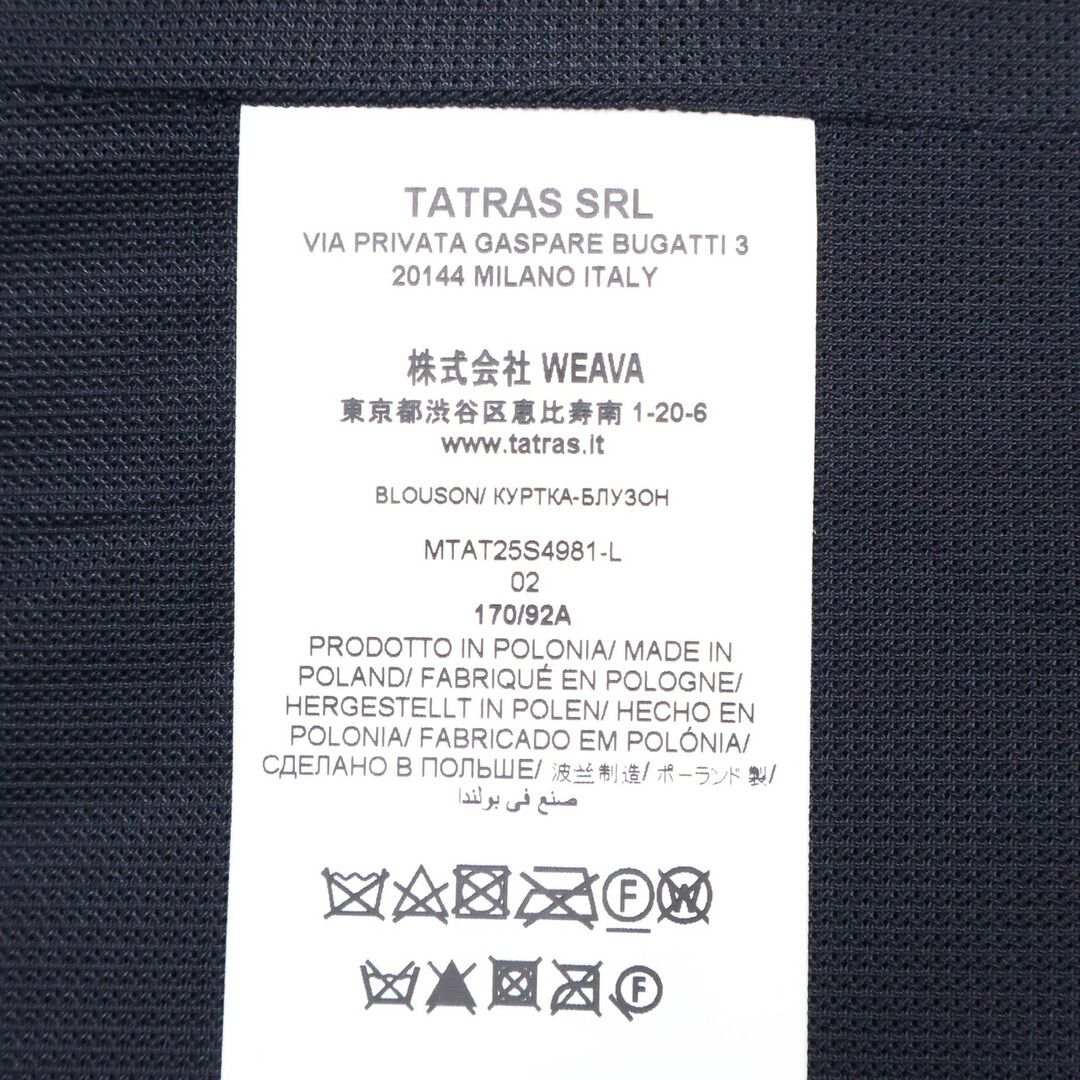 TATRAS SRL
VIA PRIVATA GASPARE BUGATTI 3
20144 MILANO ITALY
株式会社 WEAVA
東京都渋谷区恵比寿南 1-20-6
www.tatras.it
BLOUSON/ КУРТКА-БЛУЗОН
MTAT25S4981-L
02
170/92A
PRODOTTO IN POLONIA/ MADE IN
POLAND/ FABRIQUÉ EN POLOGNE/
HERGESTELLT IN POLEN/ HECHO EN
POLONIA/ FABRICADO EM POLÓNIA/
СДЕЛАНО В ПОЛЬШЕ/ 波兰制造/ ポーランド 製/
صنع في بولندا
F W
F